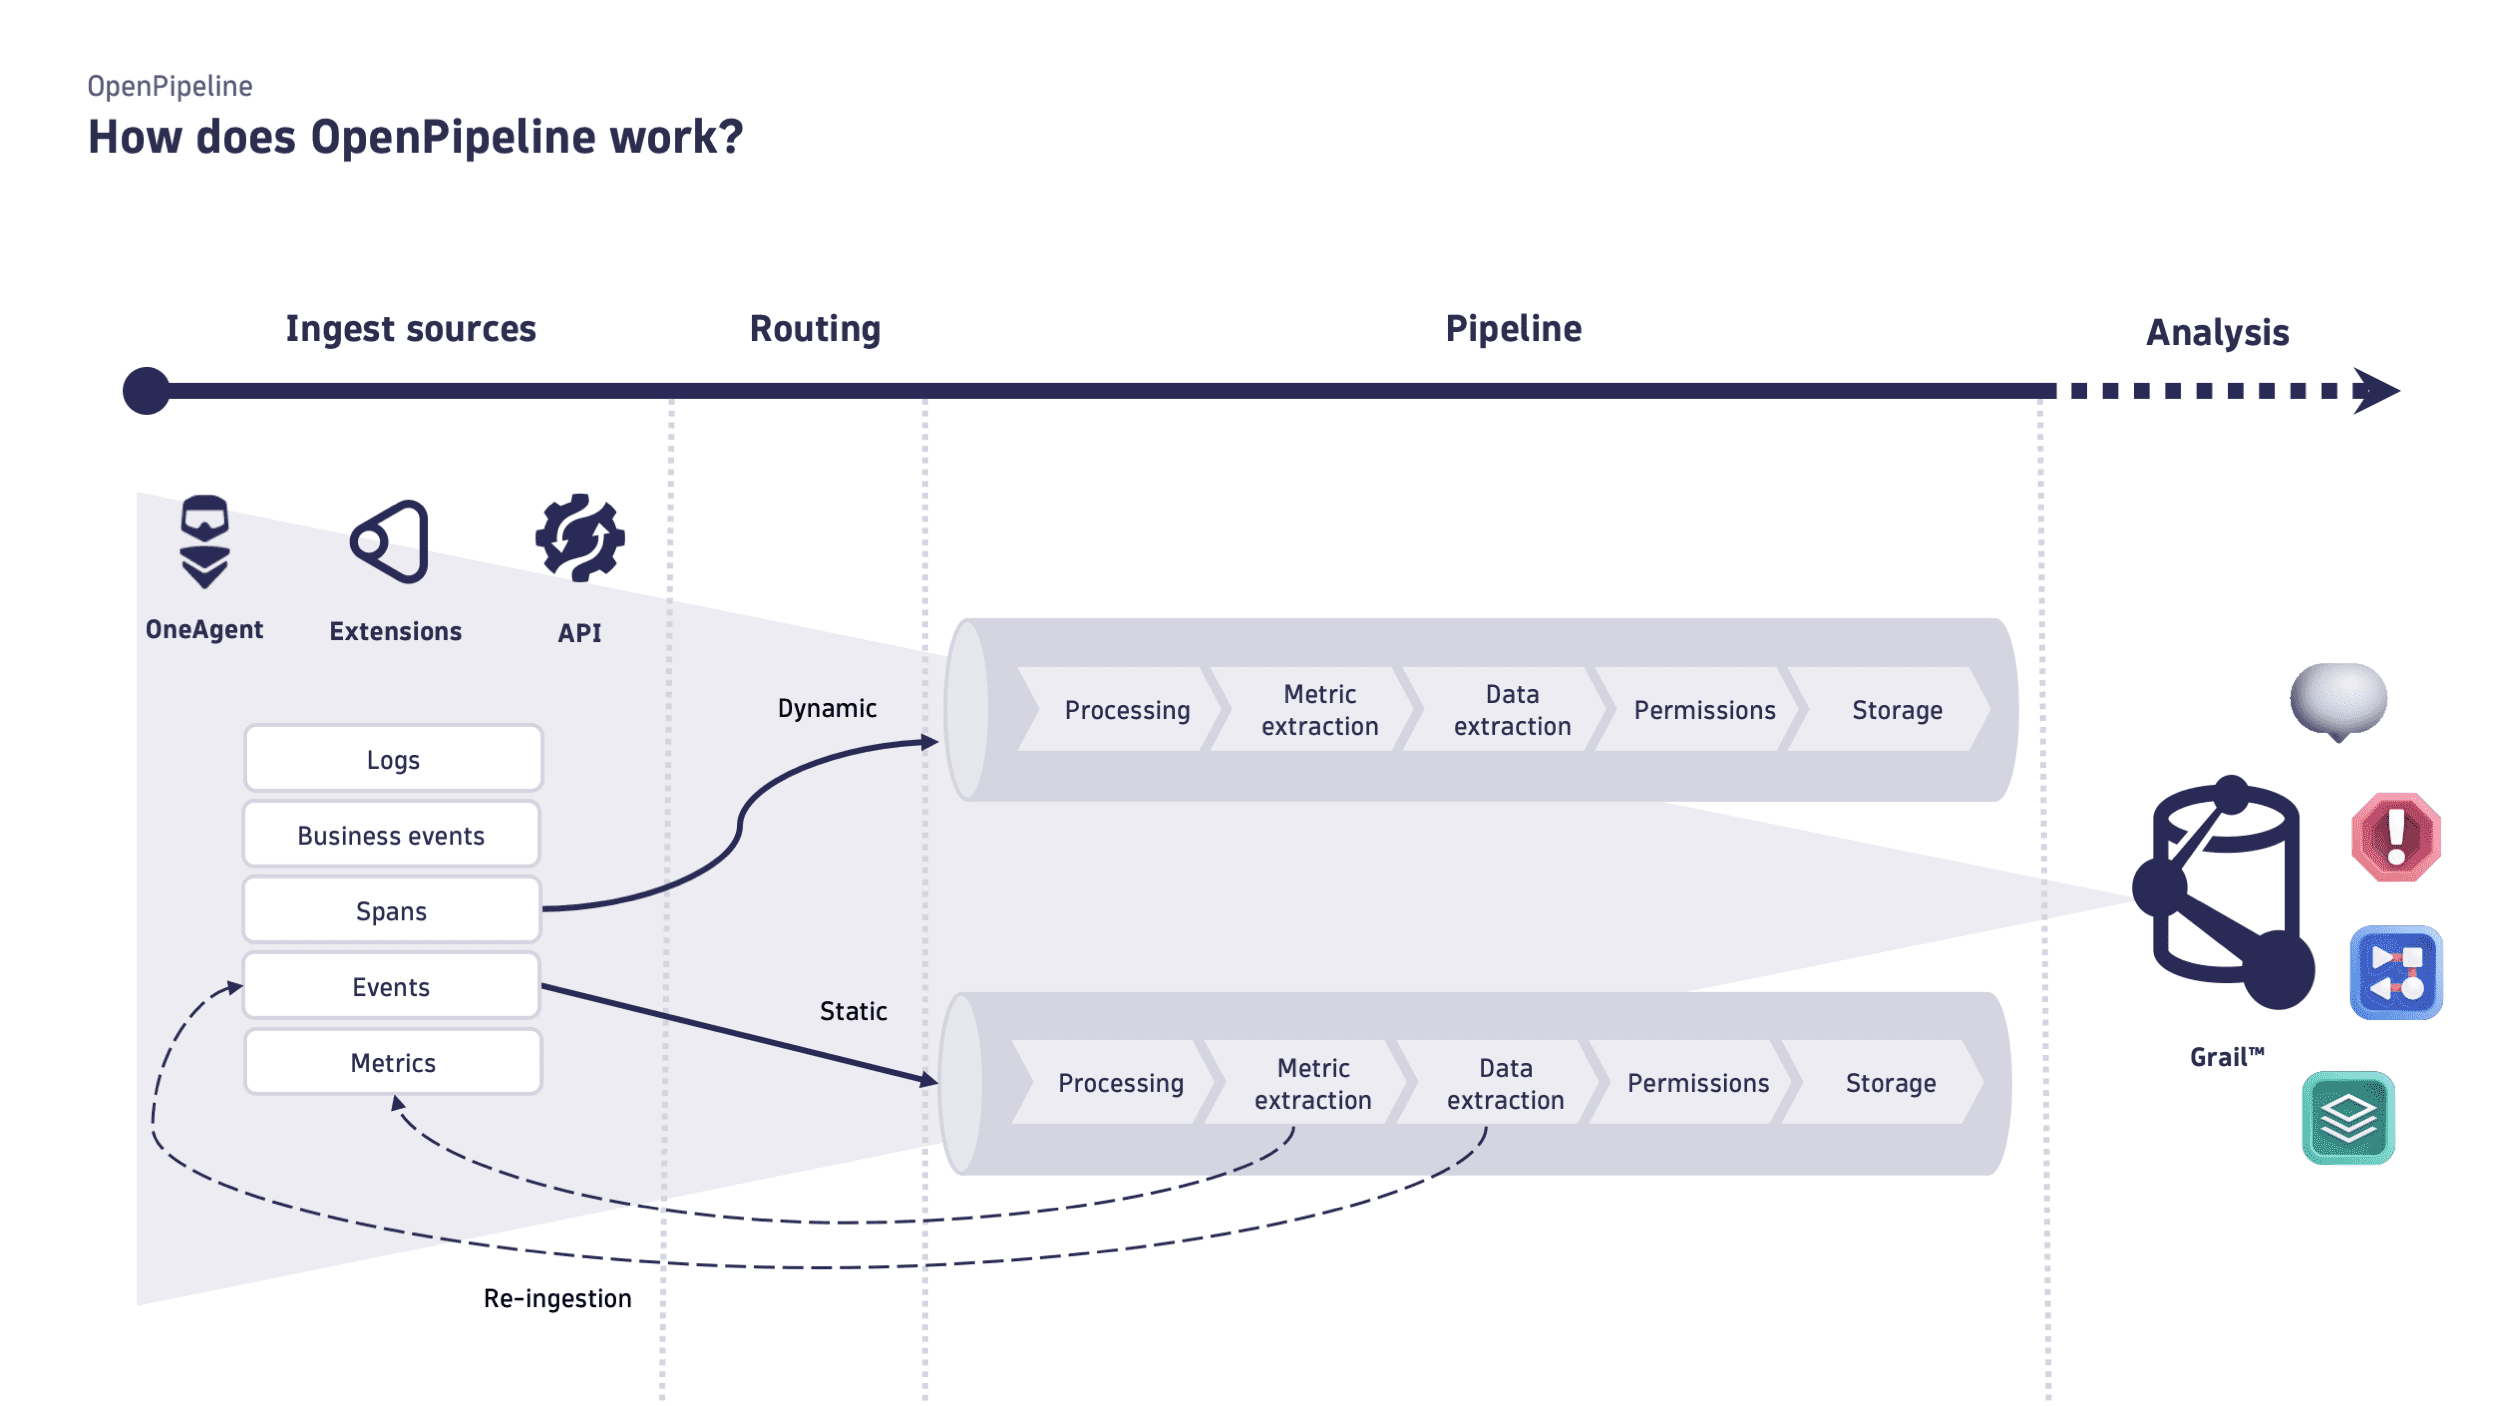 OpenPipeline
How does OpenPipeline work?
Ingest sources
Routing
Pipeline
Analysis
OneAgent
Extensions
API
Logs
Business events
Spans
Events
Metrics
Dynamic
Static
Processing
Metric
extraction
Data
extraction
Permissions
Storage
Processing
Metric
extraction
Data
extraction
Permissions
Storage
Grail™
Re-ingestion